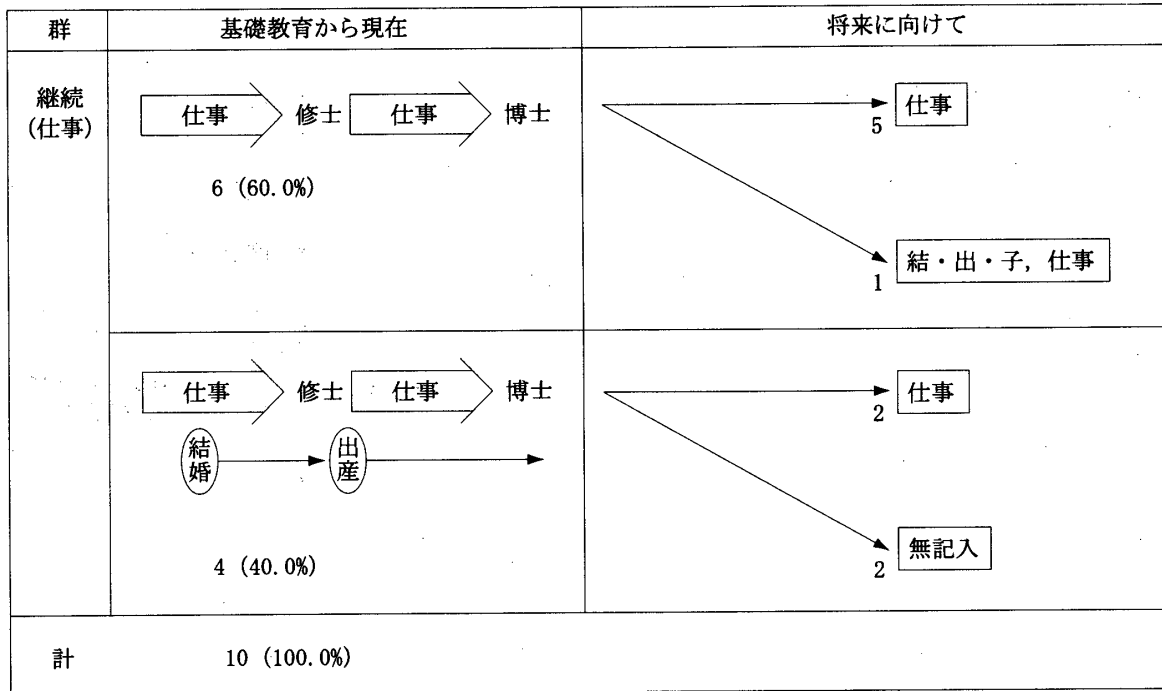 群 基礎教育から現在 将来に向けて
継続
(仕事)
仕事 修士 仕事 博士
6 (60.0%)
5 仕事
1 結・出・子, 仕事
仕事 修士 仕事 博士
結婚 出産
4 (40.0%)
2 仕事
2 無記入
計 10 (100.0%)